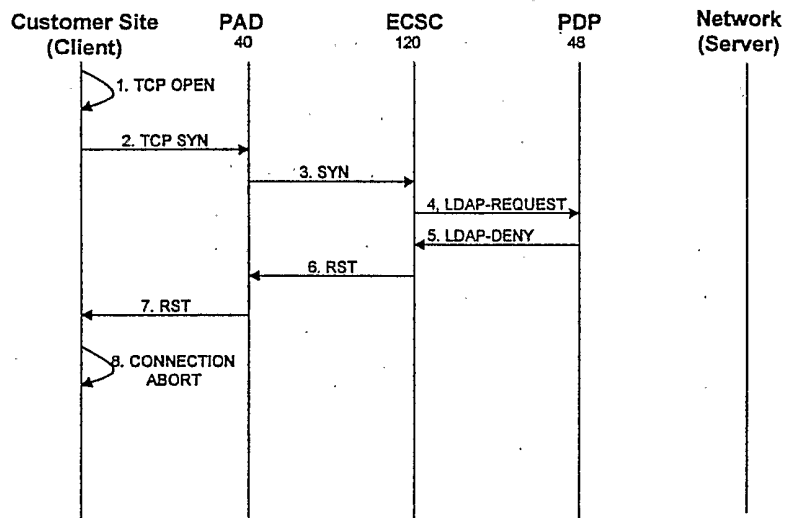 Customer Site
(Client)
PAD
40
ECSC
120
PDP
48
Network
(Server)
1. TCP OPEN
2. TCP SYN
3. SYN
4, LDAP-REQUEST
5. LDAP-DENY
6. RST
7. RST
8. CONNECTION
ABORT